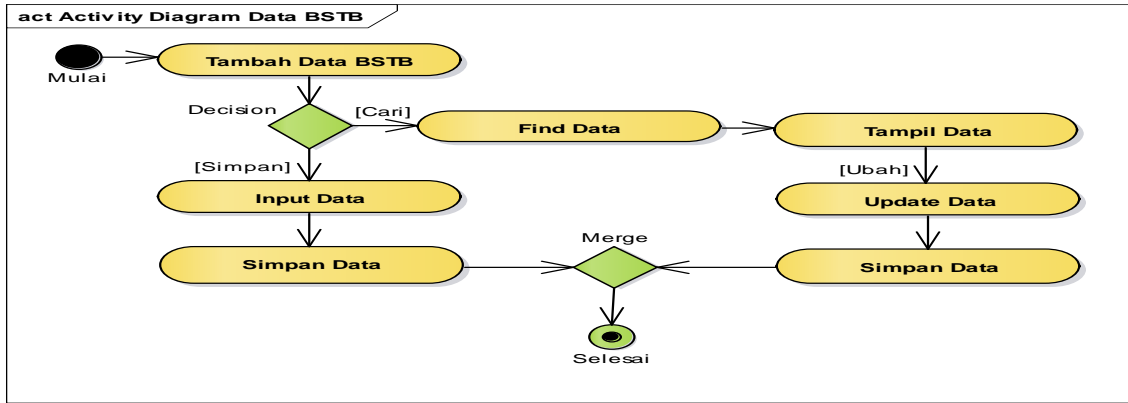 act Activity Diagram Data BSTB
Mulai
Tambah Data BSTB
Decision
[Cari]
Find Data
Tampil Data
[Simpan]
[Ubah]
Input Data
Update Data
Merge
Simpan Data
Simpan Data
Selesai